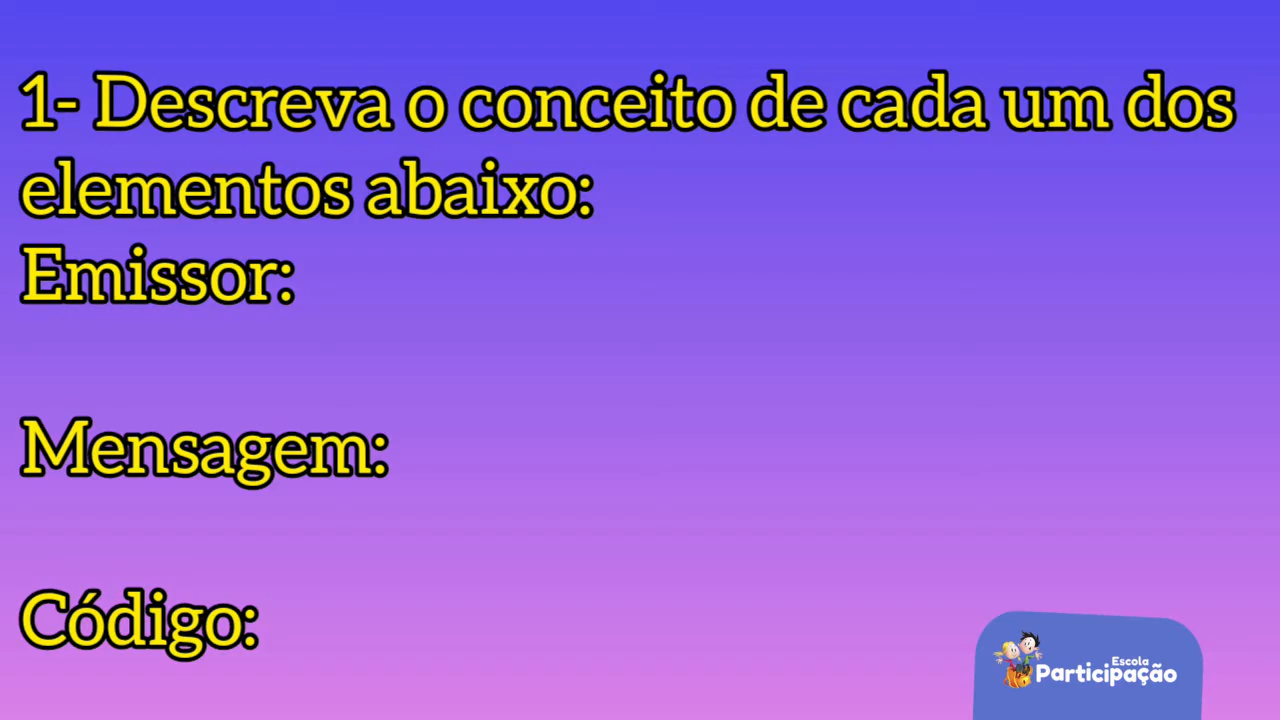 1- Descreva o conceito de cada um dos
elementos abaixo:
Emissor:
Mensagem:
Código:
Escola
Participação